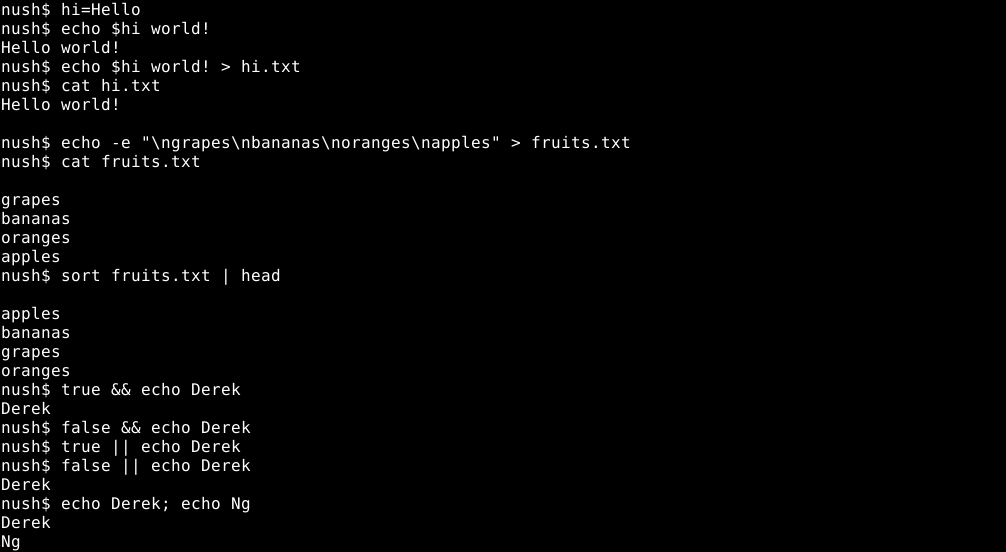 nush$ hi=Hello
nush$ echo $hi world!
Hello world!
nush$ echo $hi world! > hi.txt
nush$ cat hi.txt
Hello world!

nush$ echo -e "\ngrapes\nbananas\noranges\napples" > fruits.txt
nush$ cat fruits.txt

grapes
bananas
oranges
apples
nush$ sort fruits.txt | head

apples
bananas
grapes
oranges
nush$ true && echo Derek
Derek
nush$ false && echo Derek
nush$ true || echo Derek
nush$ false || echo Derek
Derek
nush$ echo Derek; echo Ng
Derek
Ng